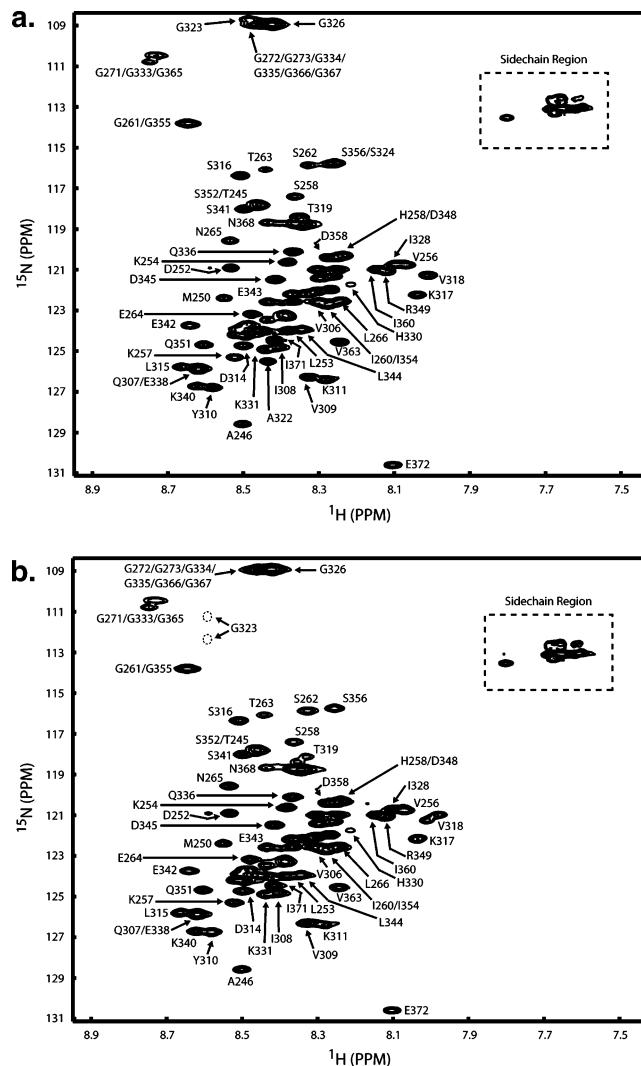 a.
G323
G326
G272/G273/G334/
G335/G366/G367
G271/G333/G365
Sidechain Region
G261/G355
T263
S262
S356/S324
S316
S258
S352/T245
S341
T319
N368
D358
H258/D348
N265
Q336
I328
K254
V256
D252
V318
D345
K317
M250
E343
R349
E264
I360
H330
E342
V306
L266
Q351
I260/I354
K257
V363
L344
L253
I371
L315
D314
I308
Q307/E338
K331
K311
K340
A322
V309
Y310
A246
E372
109
111
113
115
117
119
121
123
125
127
129
131
15N (PPM)
8.9
8.7
8.5
8.3
8.1
7.9
7.7
7.5
1H (PPM)
b.
G272/G273/G334/
G335/G366/G367
G326
G271/G333/G365
G323
Sidechain Region
G261/G355
T263
S262
S356
S316
S258
S352/T245
S341
T319
N368
D358
H258/D348
N265
Q336
I328
K254
V256
D252
V318
D345
K317
M250
E343
R349
E264
I360
H330
E342
V306
L266
Q351
I260/I354
K257
V363
L344
L253
I371
L315
D314
I308
Q307/E338
K331
K311
K340
V309
Y310
A246
E372
109
111
113
115
117
119
121
123
125
127
129
131
15N (PPM)
8.9
8.7
8.5
8.3
8.1
7.9
7.7
7.5
1H (PPM)